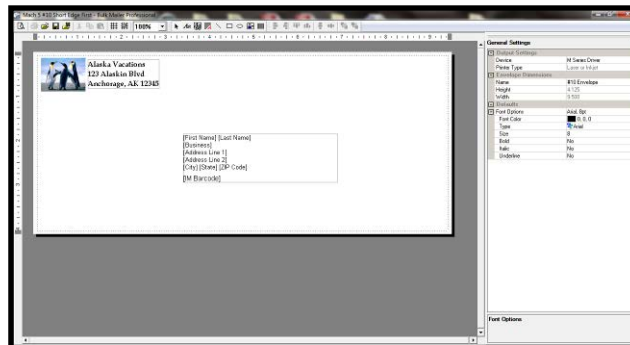 Mach 5 #10 Short Edge First - Bulk Mailer Professional
100%
General Settings
Output Settings
Device M Series Driver
Printer Type Laser or Inkjet
Envelope Dimensions
Name #10 Envelope
Height 4.125
Width 9.500
Defaults
Font Options Arial, 8pt
Font Color 0, 0, 0
Type Arial
Size 8
Bold No
Italic No
Underline No
Alaska Vacations
123 Alaskin Blvd
Anchorage, AK 12345
[First Name] [Last Name]
[Business]
[Address Line 1]
[Address Line 2]
[City] [State] [ZIP Code]
[IM Barcode]
Font Options